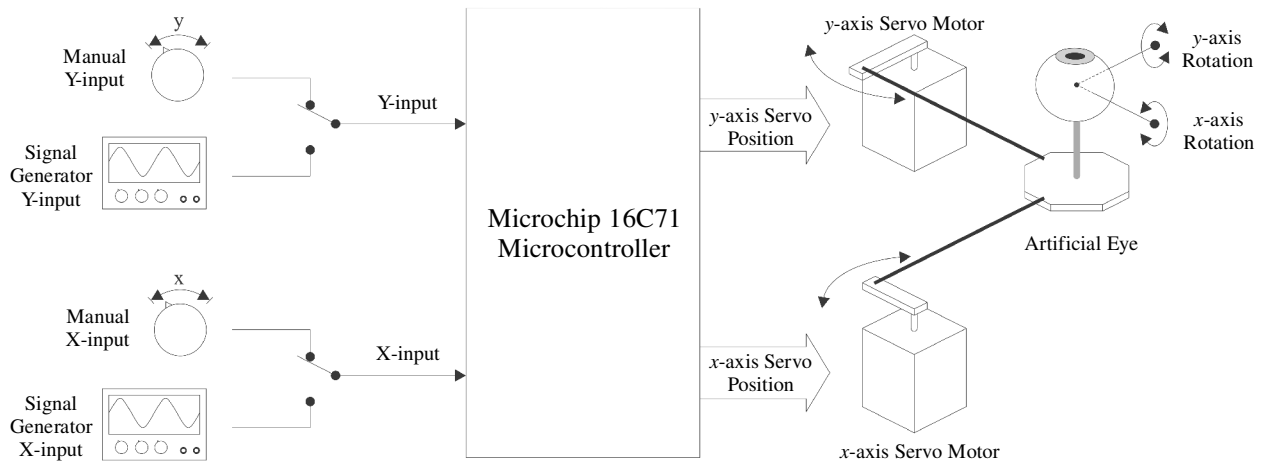 y
Manual
Y-input
Signal
Generator
Y-input
Y-input
x
Manual
X-input
Signal
Generator
X-input
X-input
Microchip 16C71
Microcontroller
y-axis Servo
Position
x-axis Servo
Position
y-axis Servo Motor
x-axis Servo Motor
y-axis
Rotation
x-axis
Rotation
Artificial Eye